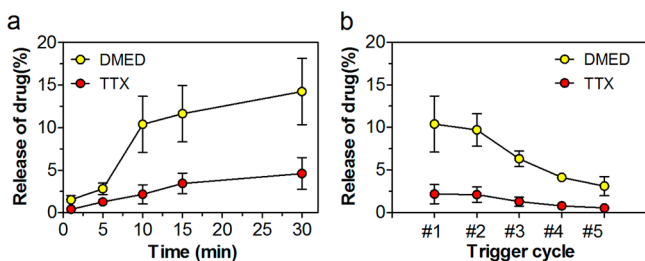 a
Release of drug(%)
20
15
10
5
0
DMED
TTX
0 5 10 15 20 25 30
Time (min)
b
Release of drug(%)
20
15
10
5
0
DMED
TTX
#1 #2 #3 #4 #5
Trigger cycle